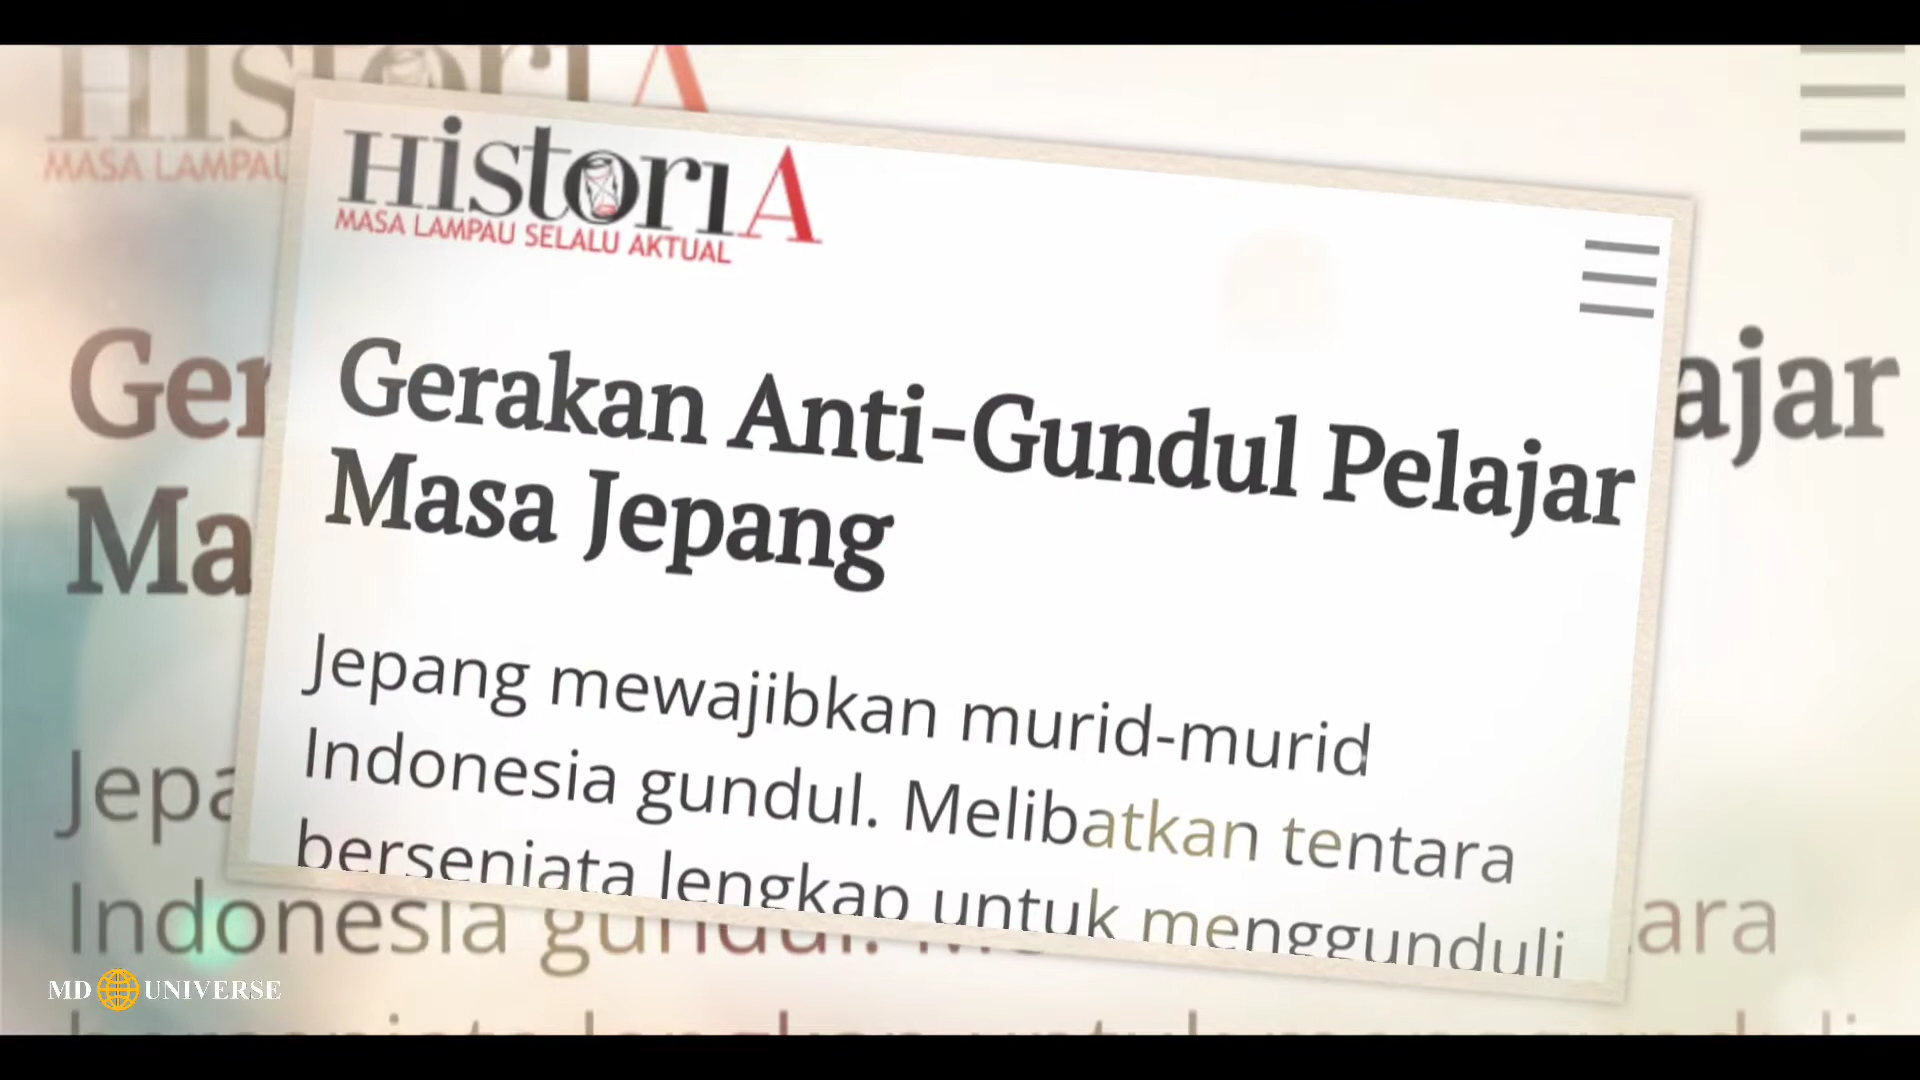 HistoriA
MASA LAMPAU SELALU AKTUAL
Gerakan Anti-Gundul Pelajar
Masa Jepang
Jepang mewajibkan murid-murid
Indonesia gundul. Melibatkan tentara
bersenjata lengkap untuk menggunduli
MD UNIVERSE